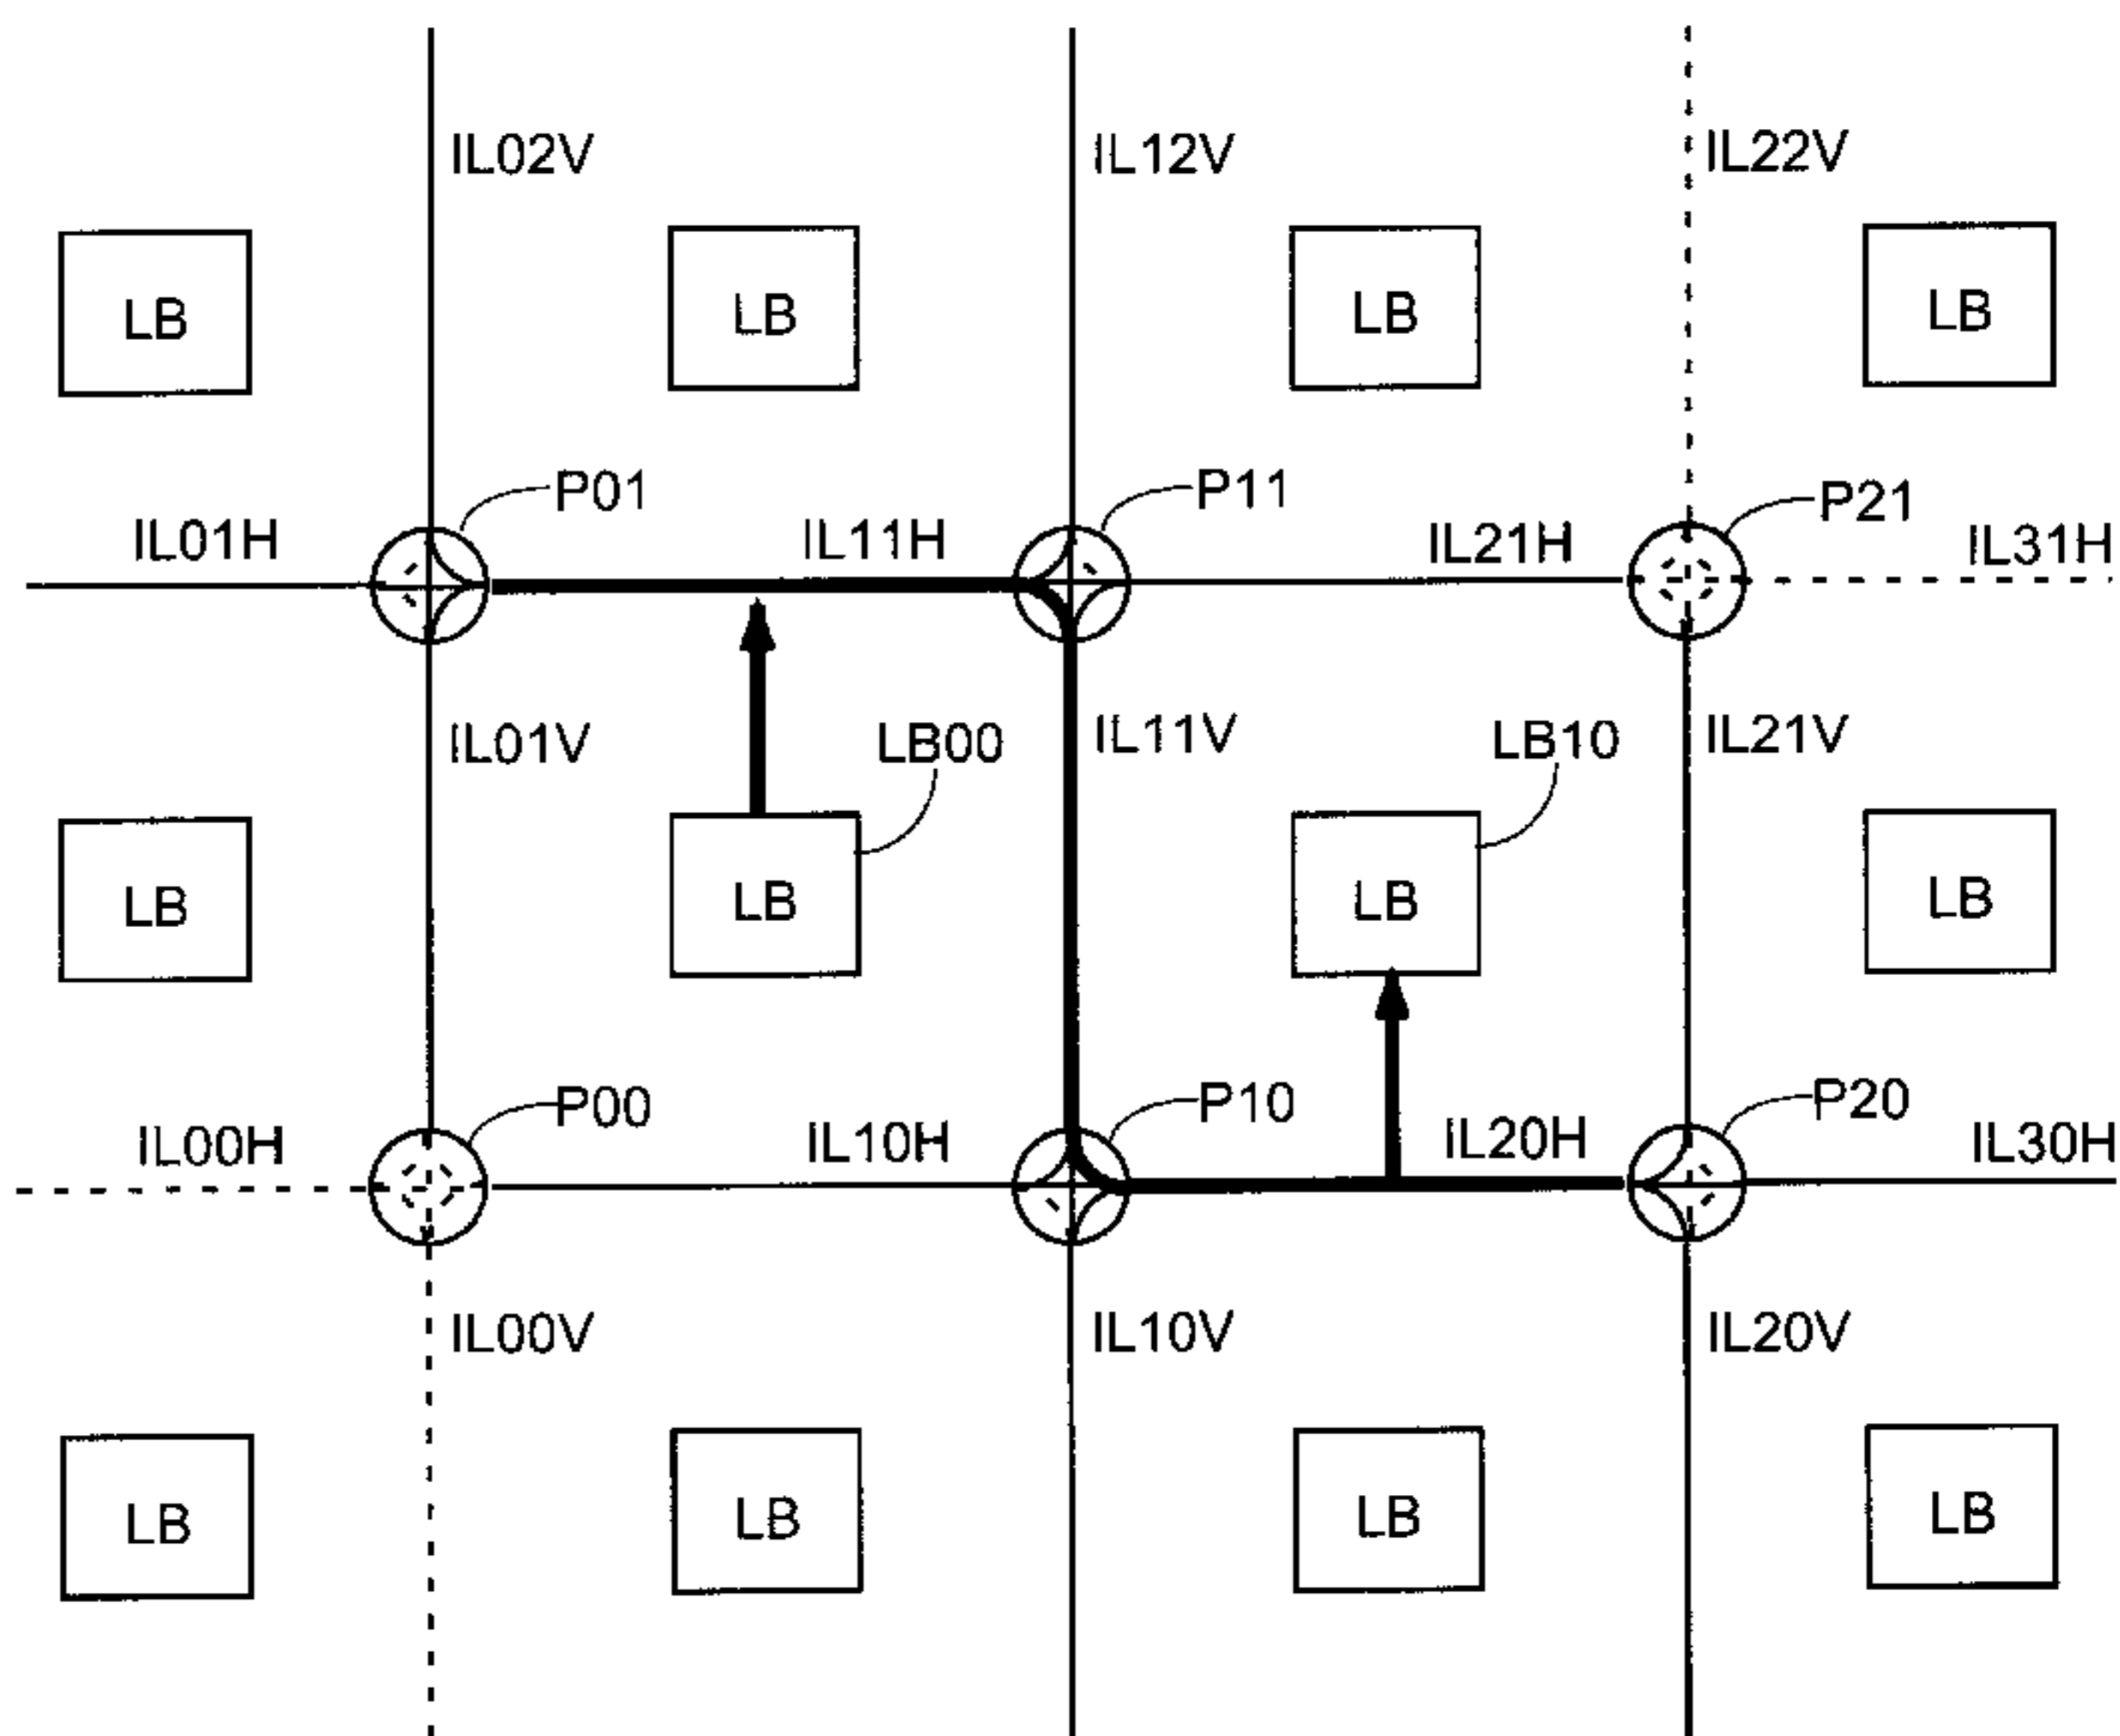 IL02V IL12V IL22V
LB LB LB LB
P01 P11 P21
IL01H IL11H IL21H IL31H
IL01V LB00 IL11V LB10 IL21V
LB LB LB LB
P00 P10 P20
IL00H IL10H IL20H IL30H
IL00V IL10V IL20V
LB LB LB LB